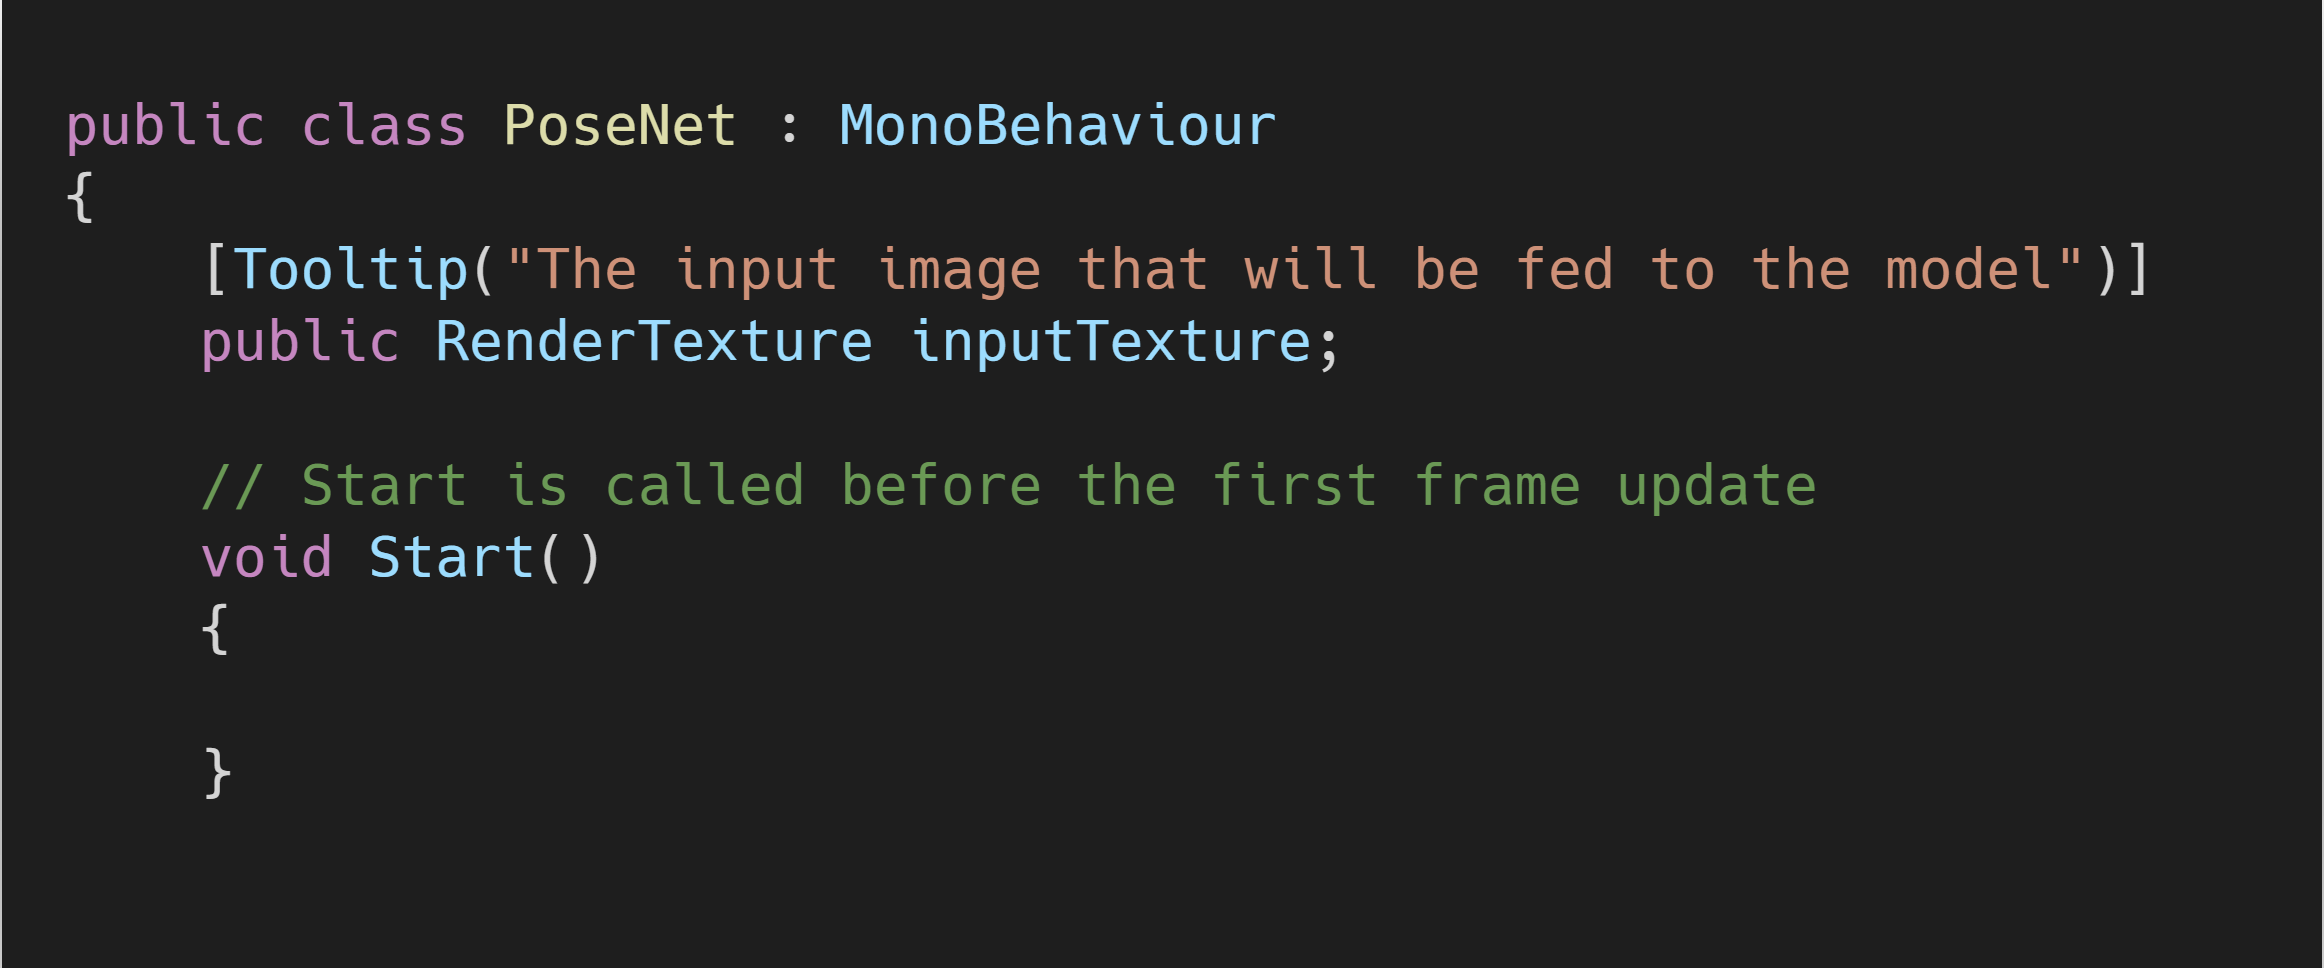 public class PoseNet : MonoBehaviour
{
    [Tooltip("The input image that will be fed to the model")]
    public RenderTexture inputTexture;

    // Start is called before the first frame update
    void Start()
    {

    }